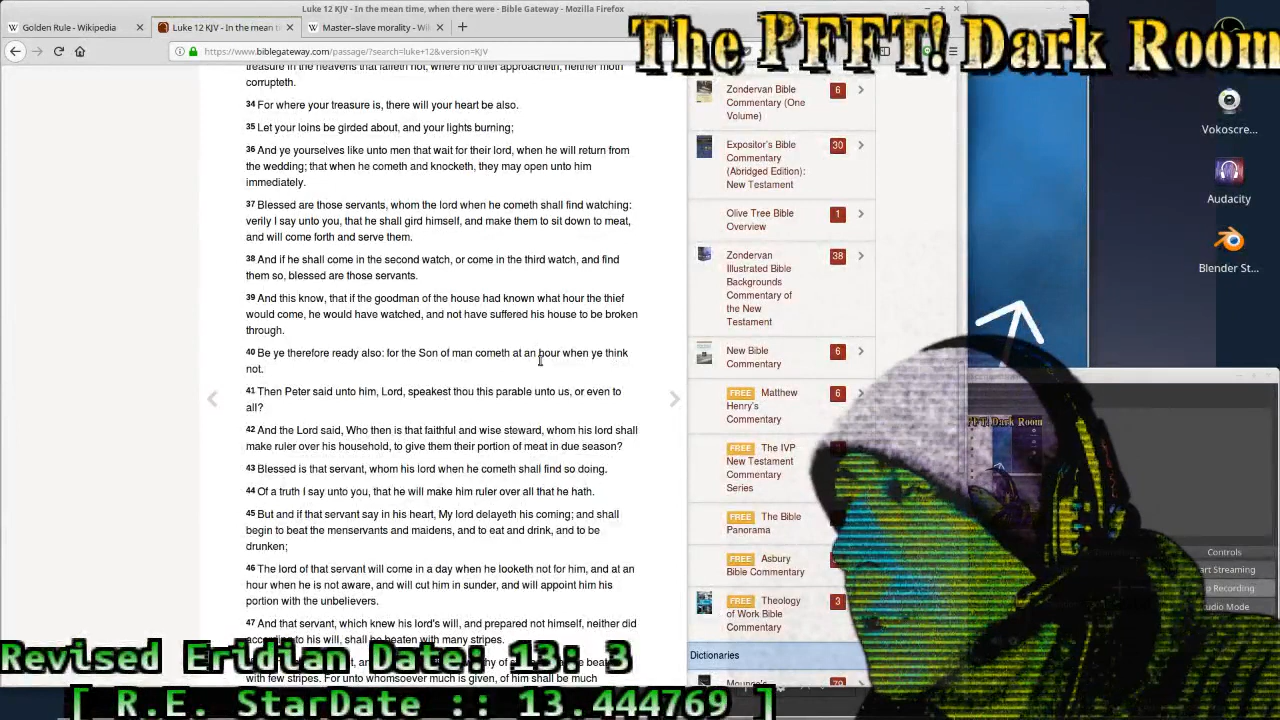 Luke 12 KJV - In the mean time, when there were - Bible Gateway - Mozilla Firefox
The PFFT! Dark Room
Golden Rule - Wikipedia
Luke 12 KJV - In the mean
Master–slave morality - Wik
https://www.biblegateway.com/passage/?search=luke+12&version=KJV
corrupteth.
34 For where your treasure is, there will your heart be also.
35 Let your loins be girded about, and your lights burning;
36 And ye yourselves like unto men that wait for their lord, when he will return from
the wedding; that when he cometh and knocketh, they may open unto him
immediately.
37 Blessed are those servants, whom the lord when he cometh shall find watching:
verily I say unto you, that he shall gird himself, and make them to sit down to meat,
and will come forth and serve them.
38 And if he shall come in the second watch, or come in the third watch, and find
them so, blessed are those servants.
39 And this know, that if the goodman of the house had known what hour the thief
would come, he would have watched, and not have suffered his house to be broken
through.
40 Be ye therefore ready also: for the Son of man cometh at an hour when ye think
not.
41 Then Peter said unto him, Lord, speakest thou this parable unto us, or even to
all?
42 And the Lord said, Who then is that faithful and wise steward, whom his lord shall
make ruler over his household, to give them their portion of meat in due season?
43 Blessed is that servant, whom his lord when he cometh shall find so doing.
44 Of a truth I say unto you, that he will make him ruler over all that he hath.
45 But and if that servant say in his heart, My lord delayeth his coming; and shall
begin to beat the menservants and maidens, and to eat and drink, and to be
drunken;
46 The lord of that servant will come in a day when he looketh not for him, and at an
hour when he is not aware, and will cut him in sunder, and will appoint him his
portion with the unbelievers.
47 And that servant, which knew his lord's will, and prepared not himself, neither did
according to his will, shall be beaten with many stripes.
Zondervan Bible
Commentary (One
Volume)
6
Expositor's Bible
Commentary
(Abridged Edition):
New Testament
30
Olive Tree Bible
Overview
1
Zondervan
Illustrated Bible
Backgrounds
Commentary of
the New
Testament
38
New Bible
Commentary
6
FREE Matthew
Henry's
Commentary
6
FREE The IVP
New Testament
Commentary
Series
FREE The Bible
Panorama
FREE Asbury
Bible Commentary
FREE Theology
of Work Bible
Commentary
3
Dictionaries
Vokoscre...
Audacity
Blender St...
PFFT! Dark Room
Controls
art Streaming
Recording
udio Mode